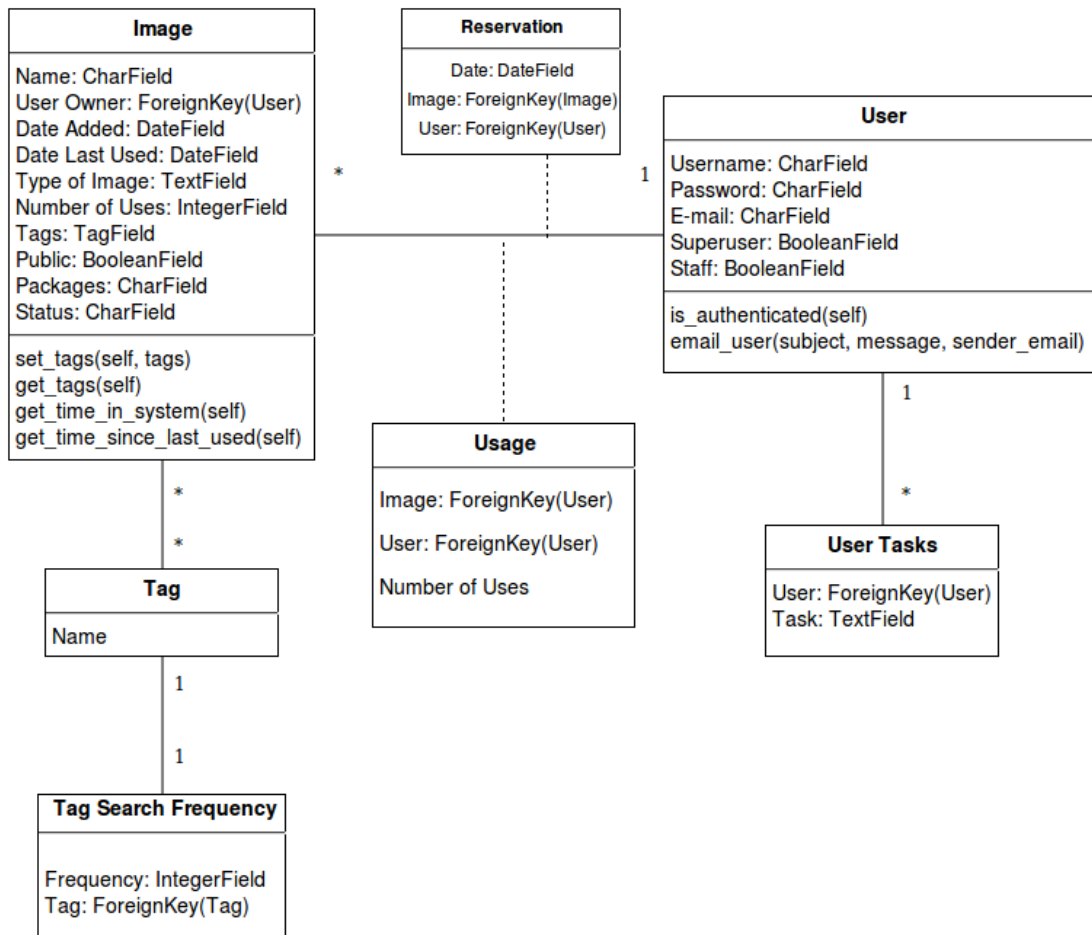 Image
Name: CharField
User Owner: ForeignKey(User)
Date Added: DateField
Date Last Used: DateField
Type of Image: TextField
Number of Uses: IntegerField
Tags: TagField
Public: BooleanField
Packages: CharField
Status: CharField
set_tags(self, tags)
get_tags(self)
get_time_in_system(self)
get_time_since_last_used(self)
Reservation
Date: DateField
Image: ForeignKey(Image)
User: ForeignKey(User)
*
1
User
Username: CharField
Password: CharField
E-mail: CharField
Superuser: BooleanField
Staff: BooleanField
is_authenticated(self)
email_user(subject, message, sender_email)
1
*
Usage
Image: ForeignKey(User)
User: ForeignKey(User)
Number of Uses
User Tasks
User: ForeignKey(User)
Task: TextField
*
*
Tag
Name
1
1
Tag Search Frequency
Frequency: IntegerField
Tag: ForeignKey(Tag)